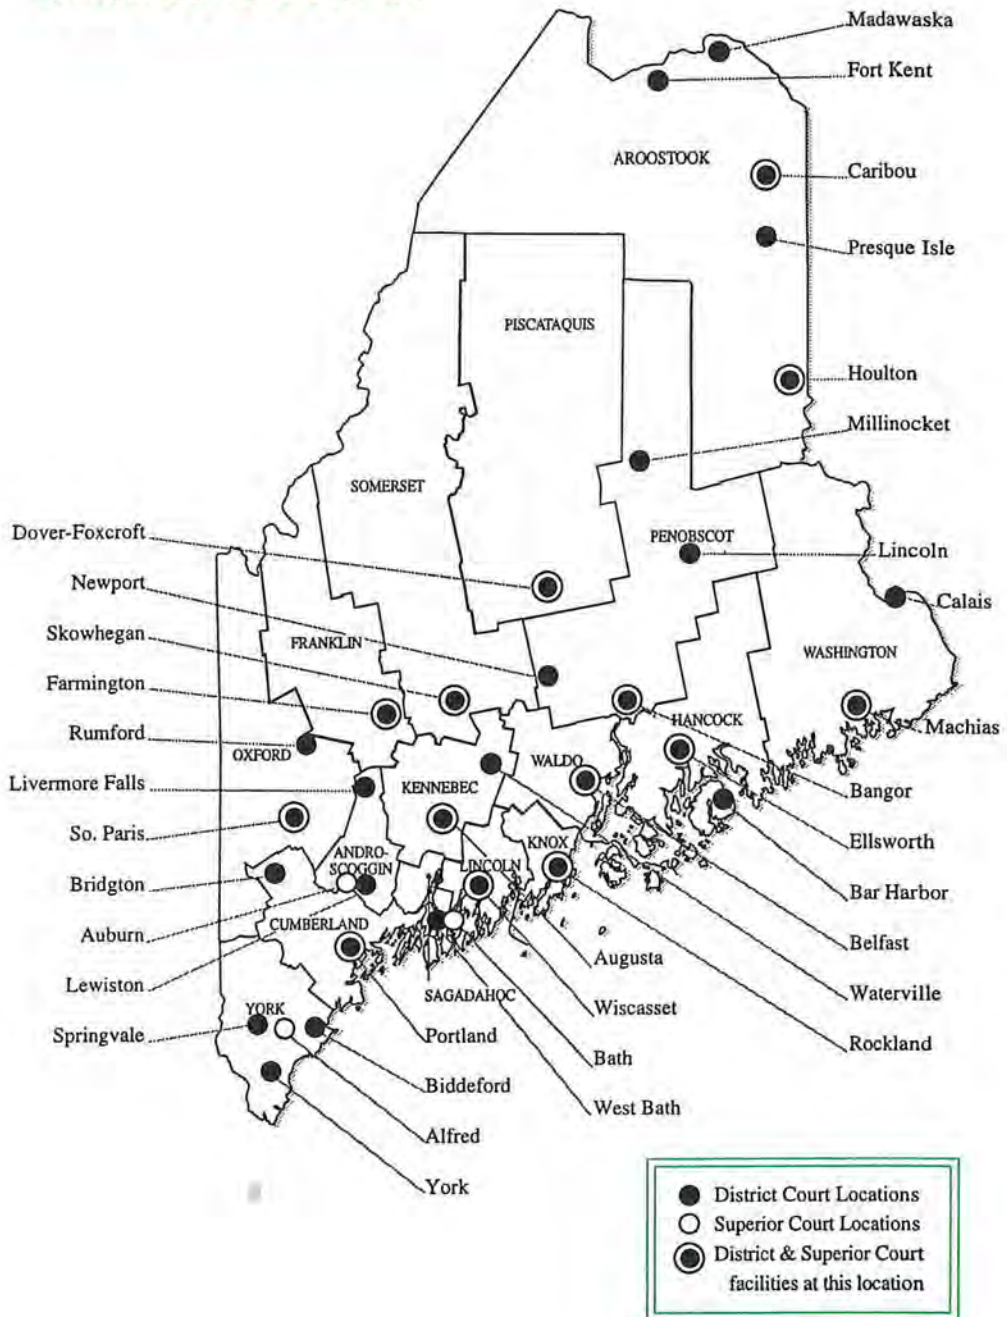 Madawaska
Fort Kent
AROOSTOOK
Caribou
Presque Isle
PISCATAQUIS
Houlton
Millinocket
SOMERSET
Dover-Foxcroft
PENOBSCOT
Lincoln
Newport
Calais
Skowhegan
FRANKLIN
WASHINGTON
Farmington
HANCOCK
Machias
Rumford
OXFORD
WALDO
Livermore Falls
KENNEBEC
Bangor
So. Paris
Ellsworth
ANDRO-
SCOGGIN
KNOX
LINCOLN
Bridgton
Bar Harbor
Auburn
CUMBERLAND
Belfast
Augusta
Lewiston
SAGADAHOC
Waterville
Wiscasset
YORK
Springvale
Portland
Rockland
Bath
Biddeford
West Bath
Alfred
York
District Court Locations
Superior Court Locations
District & Superior Court
facilities at this location